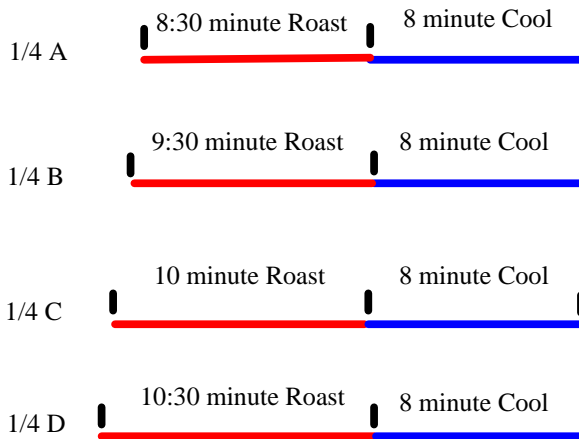 8:30 minute Roast 8 minute Cool
1/4 A
9:30 minute Roast 8 minute Cool
1/4 B
10 minute Roast 8 minute Cool
1/4 C
10:30 minute Roast 8 minute Cool
1/4 D